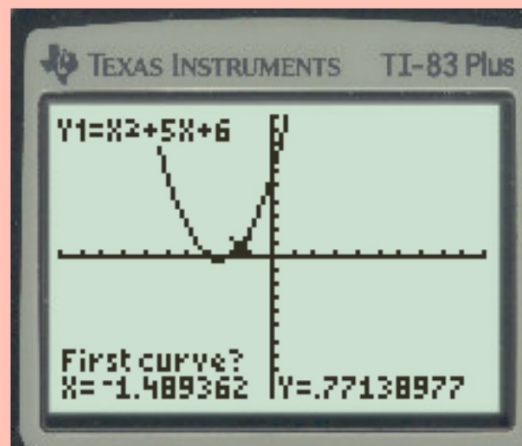 TEXAS INSTRUMENTS TI-83 Plus
Y1=X²+5X+6
First curve?
X=-1.489362 Y=.77138977